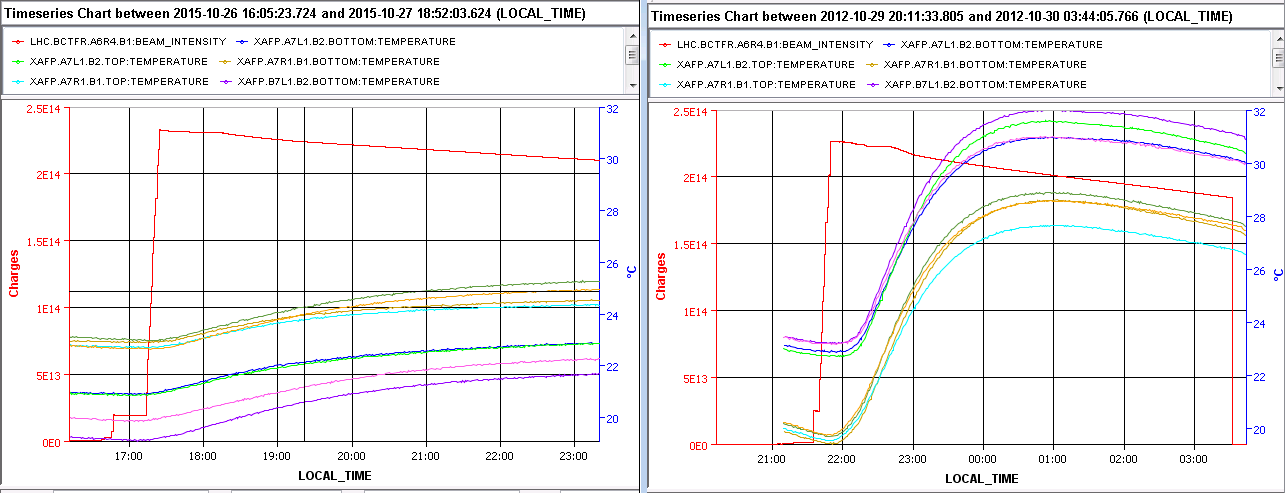 Timeseries Chart between 2015-10-26 16:05:23.724 and 2015-10-27 18:52:03.624 (LOCAL_TIME)
LHC.BCTFR.A6R4.B1:BEAM_INTENSITY XAFP.A7L1.B2.BOTTOM:TEMPERATURE
XAFP.A7L1.B2.TOP:TEMPERATURE XAFP.A7R1.B1.BOTTOM:TEMPERATURE
XAFP.A7R1.B1.TOP:TEMPERATURE XAFP.B7L1.B2.BOTTOM:TEMPERATURE
2.5E14
2E14
1.5E14
1E14
5E13
0E0
Charges
32
30
28
26
24
22
20
°C
17:00 18:00 19:00 20:00 21:00 22:00 23:00
LOCAL_TIME
Timeseries Chart between 2012-10-29 20:11:33.805 and 2012-10-30 03:44:05.766 (LOCAL_TIME)
LHC.BCTFR.A6R4.B1:BEAM_INTENSITY XAFP.A7L1.B2.BOTTOM:TEMPERATURE
XAFP.A7L1.B2.TOP:TEMPERATURE XAFP.A7R1.B1.BOTTOM:TEMPERATURE
XAFP.A7R1.B1.TOP:TEMPERATURE XAFP.B7L1.B2.BOTTOM:TEMPERATURE
2.5E14
2E14
1.5E14
1E14
5E13
0E0
Charges
32
30
28
26
24
22
20
°C
21:00 22:00 23:00 00:00 01:00 02:00 03:00
LOCAL_TIME